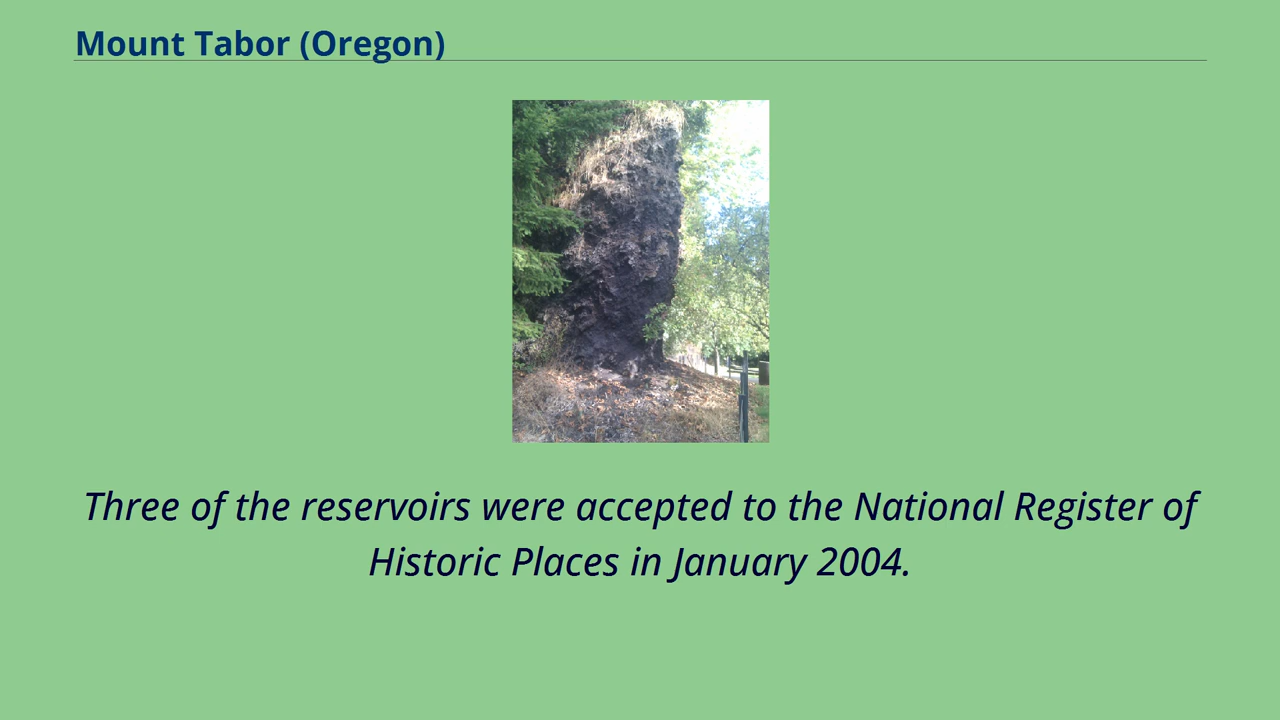 Mount Tabor (Oregon)
Three of the reservoirs were accepted to the National Register of
Historic Places in January 2004.